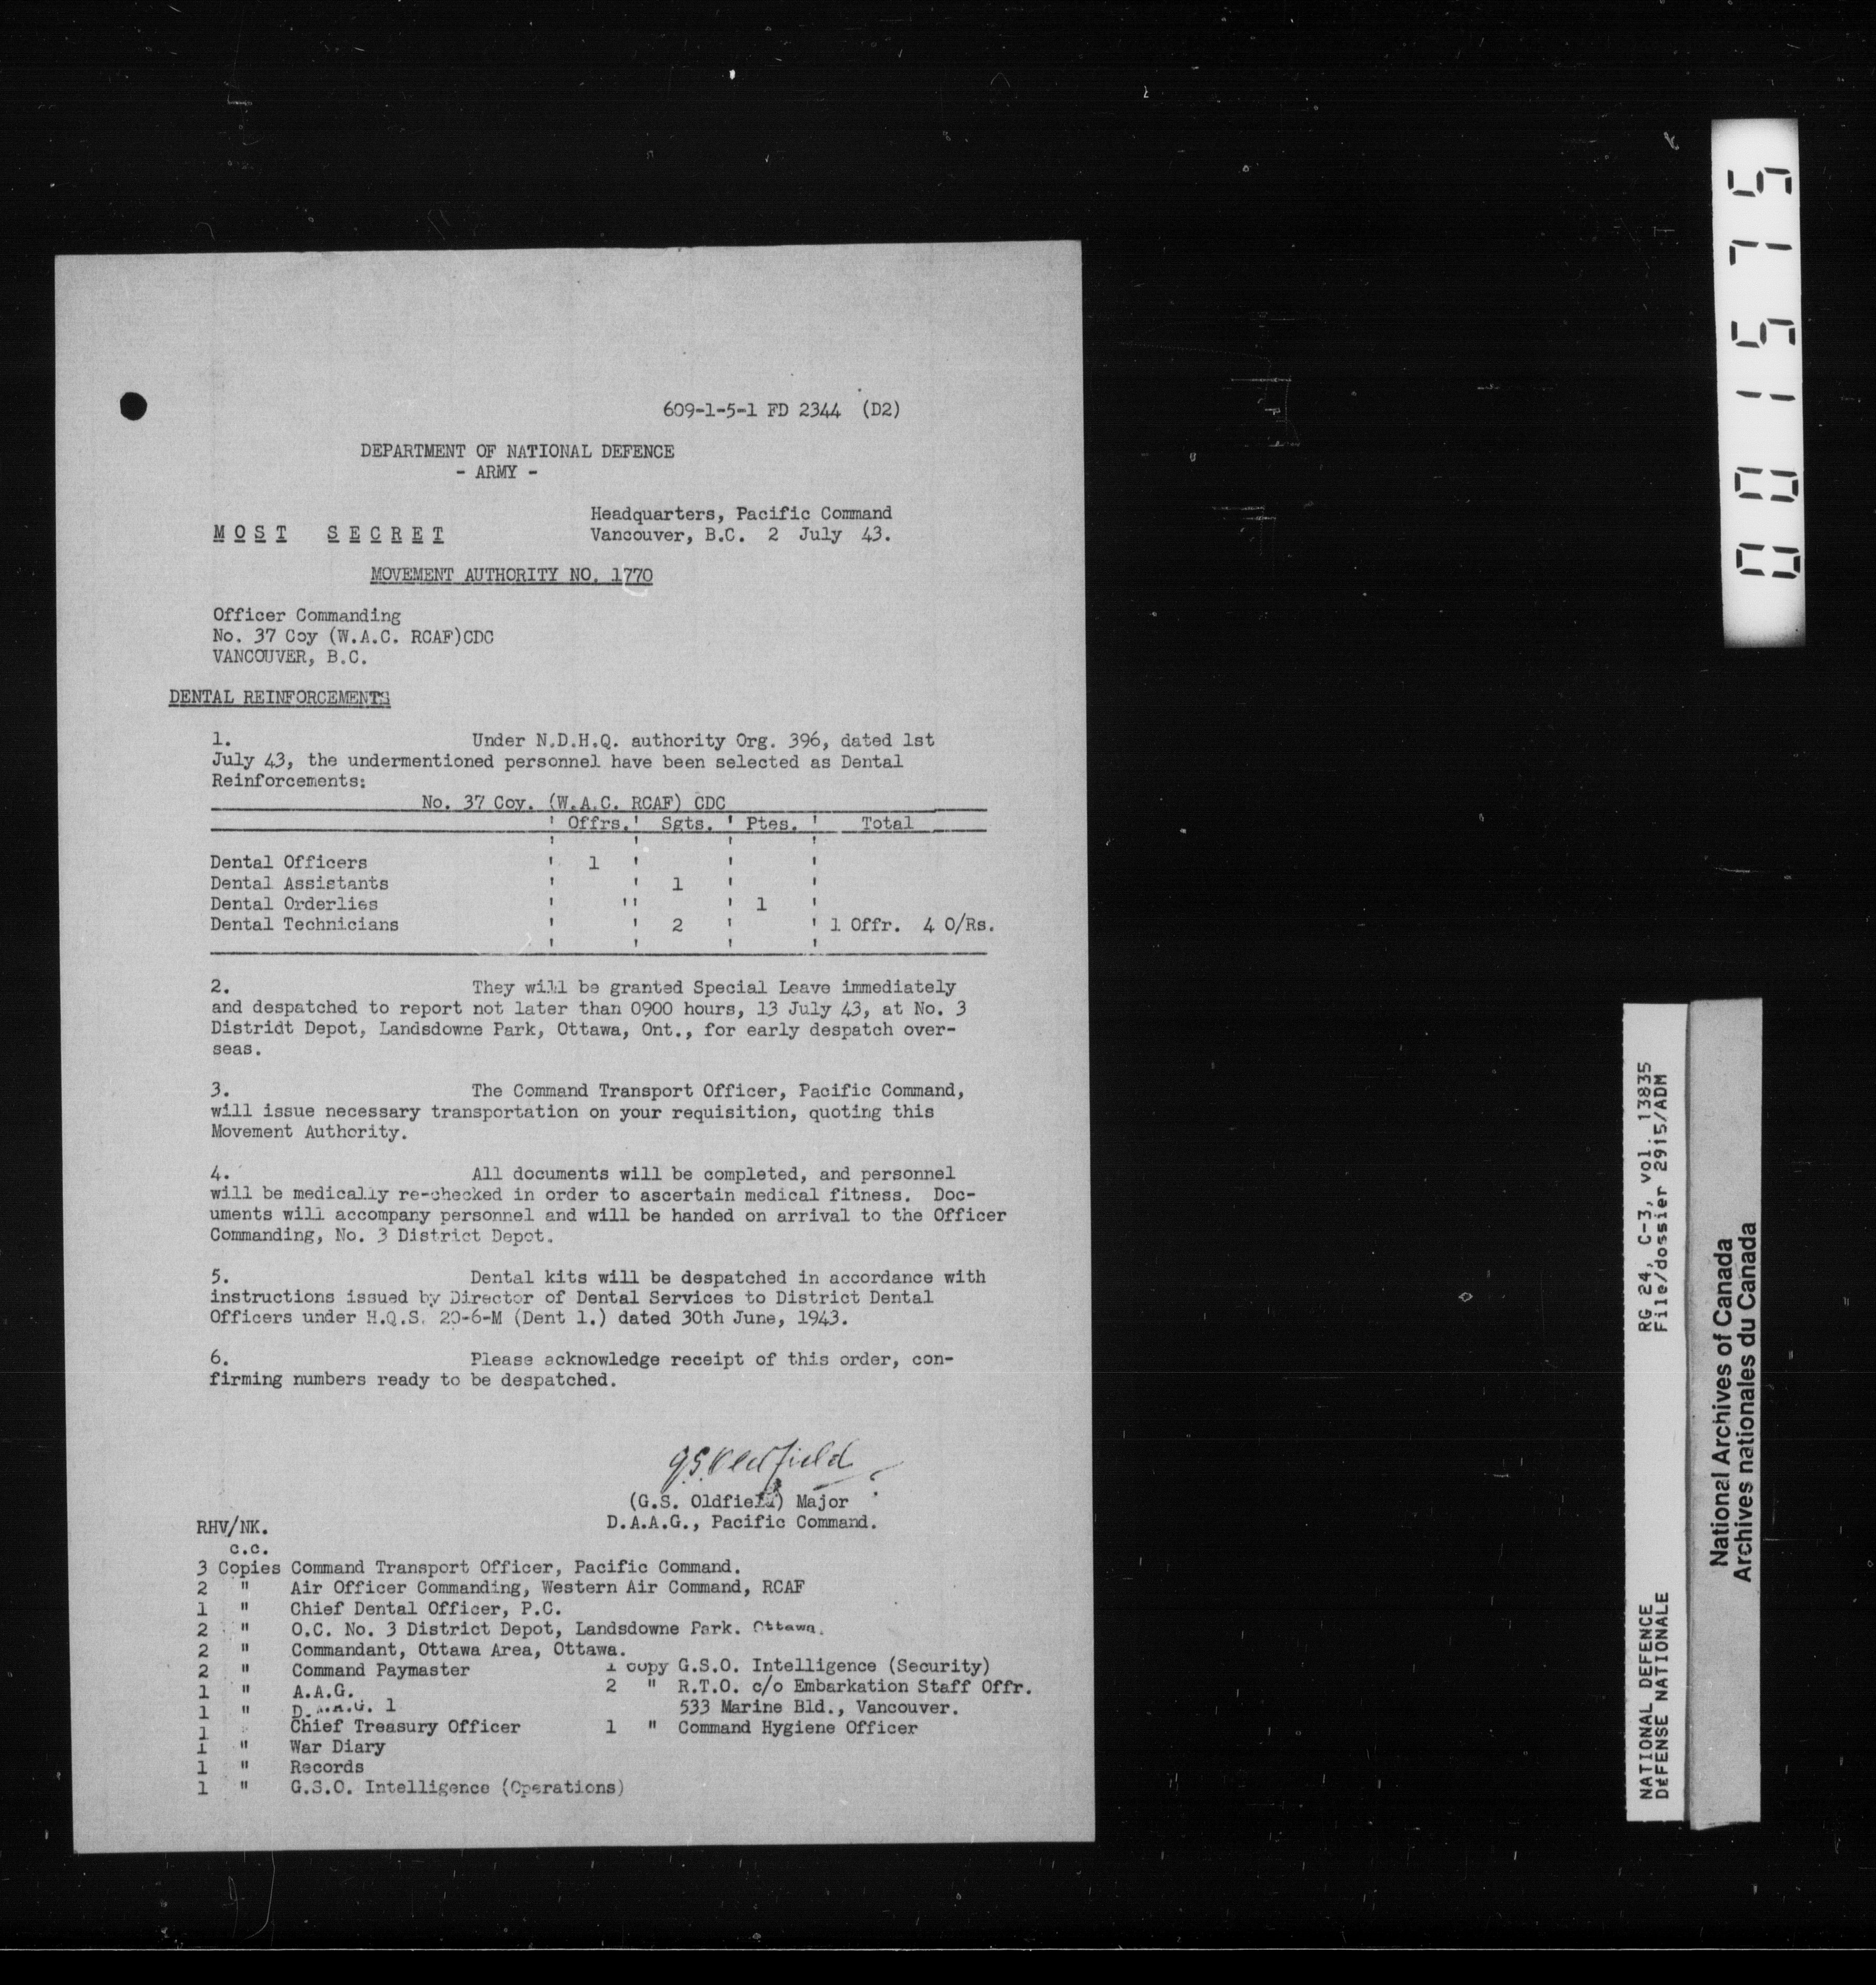 609-1-5-1 FD 2344 (D2)
DEPARTMENT OF NATIONAL DEFENCE
- ARMY -
Headquarters, Pacific Command
MOST SECRET Vancouver, B.C. 2 July 43.
MOVEMENT AUTHORITY NO. 1770
Officer Commanding
No. 37 Coy (W.A.C. RCAF)CDC
VANCOUVER, B.C.
DENTAL REINFORCEMENTS
1. Under N.D.H.Q. authority Org. 396, dated 1st
July 43, the undermentioned personnel have been selected as Dental
Reinforcements:
No. 37 Coy. (W.A.C. RCAF) CDC
Offrs. Sgts. Ptes. Total
Dental Officers 1
Dental Assistants 1
Dental Orderlies 1
Dental Technicians 2 1 Offr. 4 O/Rs.
2. They will be granted Special Leave immediately
and despatched to report not later than 0900 hours, 13 July 43, at No. 3
Distridt Depot, Landsdowne Park, Ottawa, Ont., for early despatch over-
seas.
3. The Command Transport Officer, Pacific Command,
will issue necessary transportation on your requisition, quoting this
Movement Authority.
4. All documents will be completed, and personnel
will be medically re-checked in order to ascertain medical fitness. Doc-
uments will accompany personnel and will be handed on arrival to the Officer
Commanding, No. 3 District Depot.
5. Dental kits will be despatched in accordance with
instructions issued by Director of Dental Services to District Dental
Officers under H.Q.S. 20-6-M (Dent 1.) dated 30th June, 1943.
6. Please acknowledge receipt of this order, con-
firming numbers ready to be despatched.
G.S. Oldfield
(G.S. Oldfield) Major
RHV/NK. D.A.A.G., Pacific Command.
c.c.
3 Copies Command Transport Officer, Pacific Command.
2 " Air Officer Commanding, Western Air Command, RCAF
1 " Chief Dental Officer, P.C.
2 " O.C. No. 3 District Depot, Landsdowne Park. Ottawa.
2 " Commandant, Ottawa Area, Ottawa.
2 " Command Paymaster 1 copy G.S.O. Intelligence (Security)
1 " A.A.G. 2 " R.T.O. c/o Embarkation Staff Offr.
1 " D.A.A.G. 1 533 Marine Bld., Vancouver.
1 Chief Treasury Officer 1 " Command Hygiene Officer
1 " War Diary
1 " Records
1 " G.S.O. Intelligence (Operations)
001575
RG 24, C-3, vol. 13835
File/dossier 2915/ADM
NATIONAL DEFENCE
DÉFENSE NATIONALE
National Archives of Canada
Archives nationales du Canada